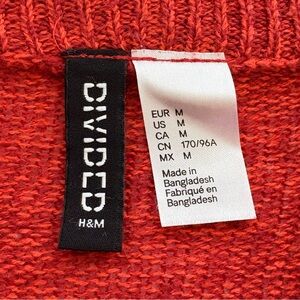 DIVIDED
H&M
EUR M
US M
CA M
CN 170/96A
MX M
Made in
Bangladesh
Fabriqué en
Bangladesh